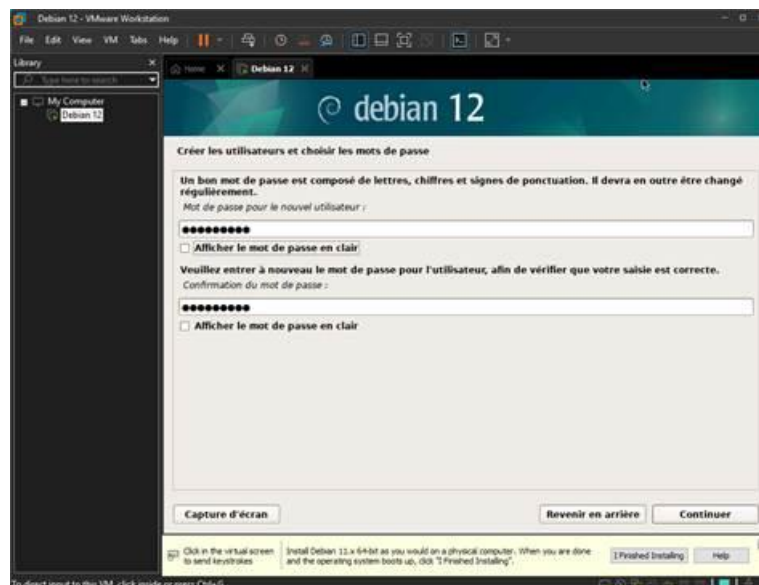 Debian 12 - VMware Workstation
File Edit View VM Tabs Help
Library
Type here to search
Home
Debian 12
My Computer
Debian 12
debian 12
Créer les utilisateurs et choisir les mots de passe
Un bon mot de passe est composé de lettres, chiffres et signes de ponctuation. Il devra en outre être changé
régulièrement.
Mot de passe pour le nouvel utilisateur :
Afficher le mot de passe en clair
Veuillez entrer à nouveau le mot de passe pour l'utilisateur, afin de vérifier que votre saisie est correcte.
Confirmation du mot de passe :
Afficher le mot de passe en clair
Capture d'écran
Revenir en arrière
Continuer
Click in the virtual screen
to send keystrokes
Install Debian 11.x 64-bit as you would on a physical computer. When you are done
and the operating system boots up, click "I Finished Installing".
I Finished Installing
Help
To direct input to this VM, click inside or press Ctrl+G.